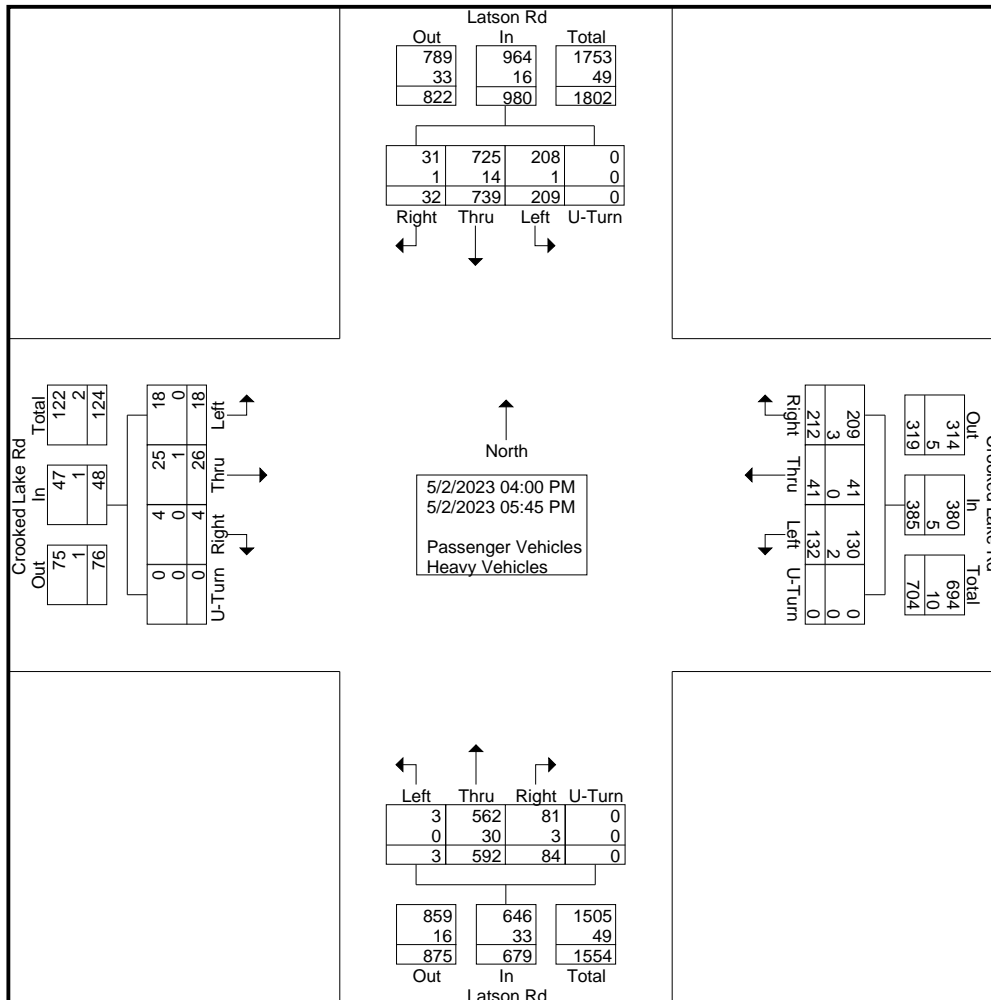 Latson Rd
Out In Total
789 964 1753
33 16 49
822 980 1802
31 725 208 0
1 14 1 0
32 739 209 0
Right Thru Left U-Turn
Crooked Lake Rd
Total In Out
122 47 75
2 1 1
124 48 76
18 25 4 0
0 1 0 0
18 26 4 0
Left Thru Right U-Turn
North
5/2/2023 04:00 PM
5/2/2023 05:45 PM
Passenger Vehicles
Heavy Vehicles
Right Thru Left U-Turn
209 41 130 0
3 0 2 0
212 41 132 0
Out In Total
314 380 694
5 5 10
319 385 704
Crooked Lake Rd
Left Thru Right U-Turn
3 562 81 0
0 30 3 0
3 592 84 0
859 646 1505
16 33 49
875 679 1554
Out In Total
Latson Rd